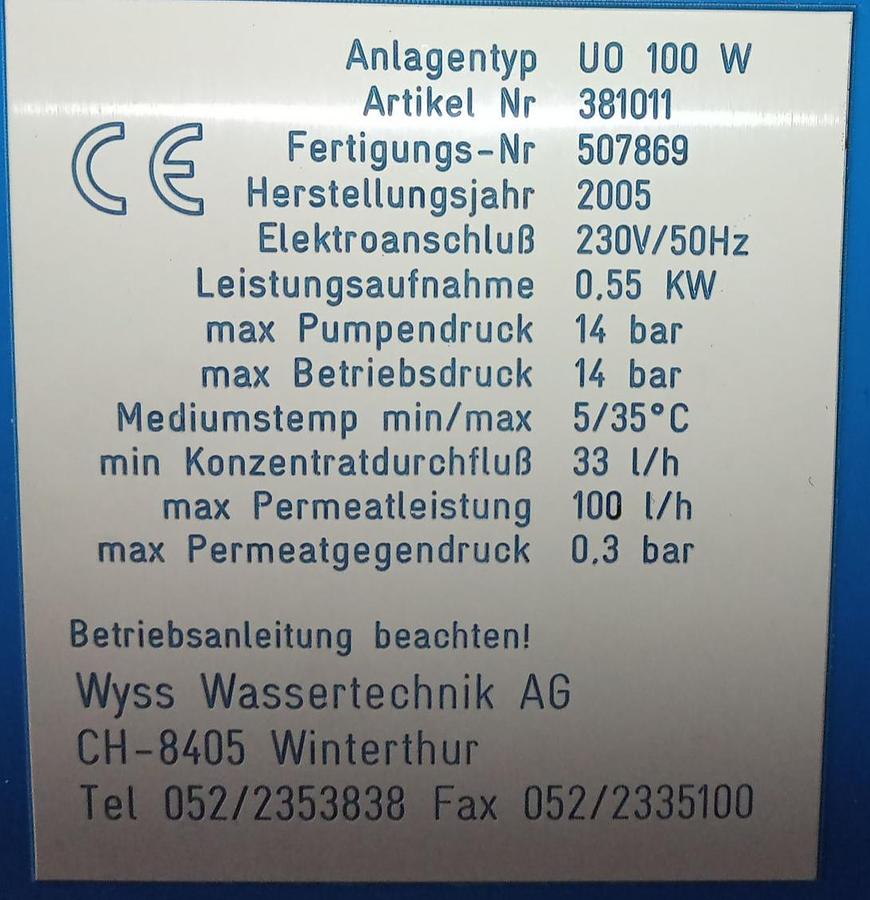 Anlagentyp UO 100 W
Artikel Nr 381011
CE
Fertigungs-Nr 507869
Herstellungsjahr 2005
Elektroanschluß 230V/50Hz
Leistungsaufnahme 0,55 KW
max Pumpendruck 14 bar
max Betriebsdruck 14 bar
Mediumstemp min/max 5/35°C
min Konzentratdurchfluß 33 l/h
max Permeatleistung 100 l/h
max Permeatgegendruck 0,3 bar
Betriebsanleitung beachten!
Wyss Wassertechnik AG
CH-8405 Winterthur
Tel 052/2353838 Fax 052/2335100